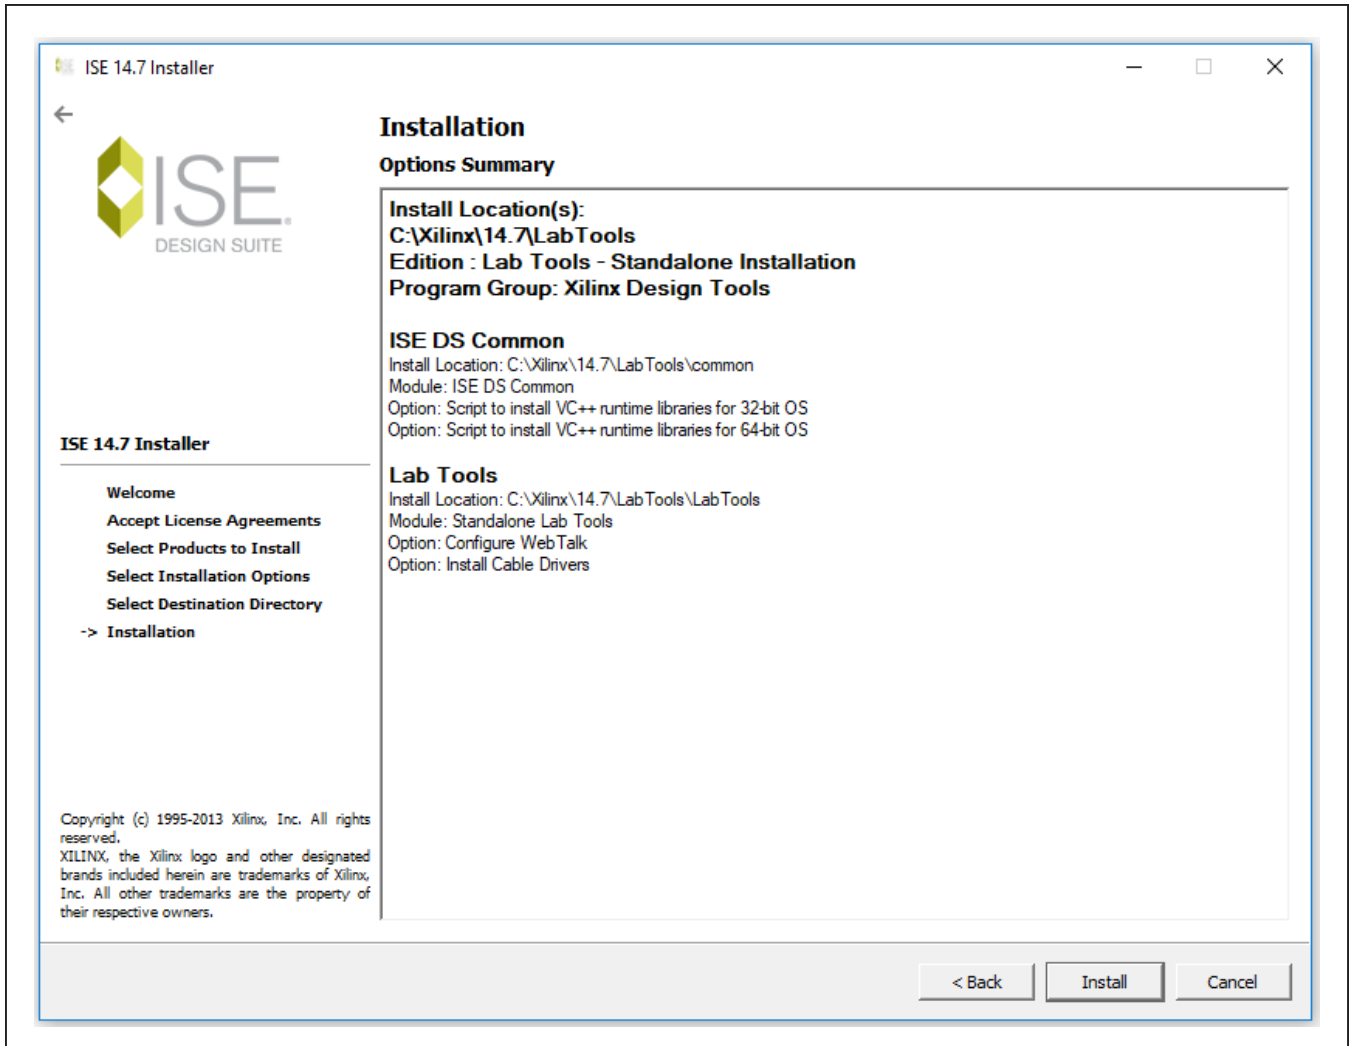 ISE 14.7 Installer
ISE.
DESIGN SUITE
ISE 14.7 Installer
Welcome
Accept License Agreements
Select Products to Install
Select Installation Options
Select Destination Directory
-> Installation
Copyright (c) 1995-2013 Xilinx, Inc. All rights
reserved.
XILINX, the Xilinx logo and other designated
brands included herein are trademarks of Xilinx,
Inc. All other trademarks are the property of
their respective owners.
Installation
Options Summary
Install Location(s):
C:\Xilinx\14.7\LabTools
Edition : Lab Tools - Standalone Installation
Program Group: Xilinx Design Tools
ISE DS Common
Install Location: C:\Xilinx\14.7\LabTools\common
Module: ISE DS Common
Option: Script to install VC++ runtime libraries for 32-bit OS
Option: Script to install VC++ runtime libraries for 64-bit OS
Lab Tools
Install Location: C:\Xilinx\14.7\LabTools\LabTools
Module: Standalone Lab Tools
Option: Configure WebTalk
Option: Install Cable Drivers
< Back
Install
Cancel